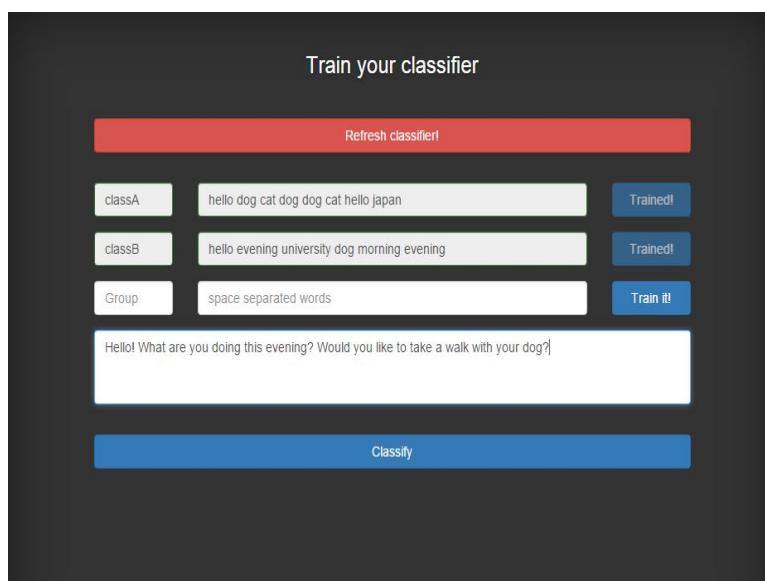 Train your classifier
Refresh classifier!
classA hello dog cat dog dog cat hello japan Trained!
classB hello evening university dog morning evening Trained!
Group space separated words Train it!
Hello! What are you doing this evening? Would you like to take a walk with your dog?
Classify